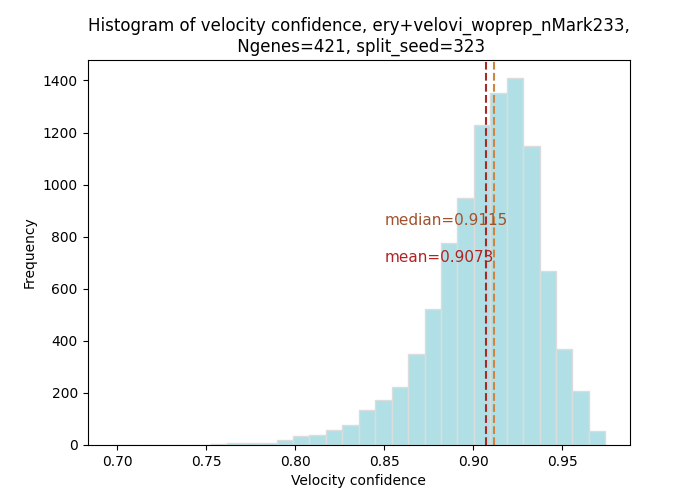 Histogram of velocity confidence, ery+velovi_woprep_nMark233,
Ngenes=421, split_seed=323
1400
1200
1000
800
600
400
200
0
Frequency
median=0.9115
mean=0.9073
0.70
0.75
0.80
0.85
0.90
0.95
Velocity confidence